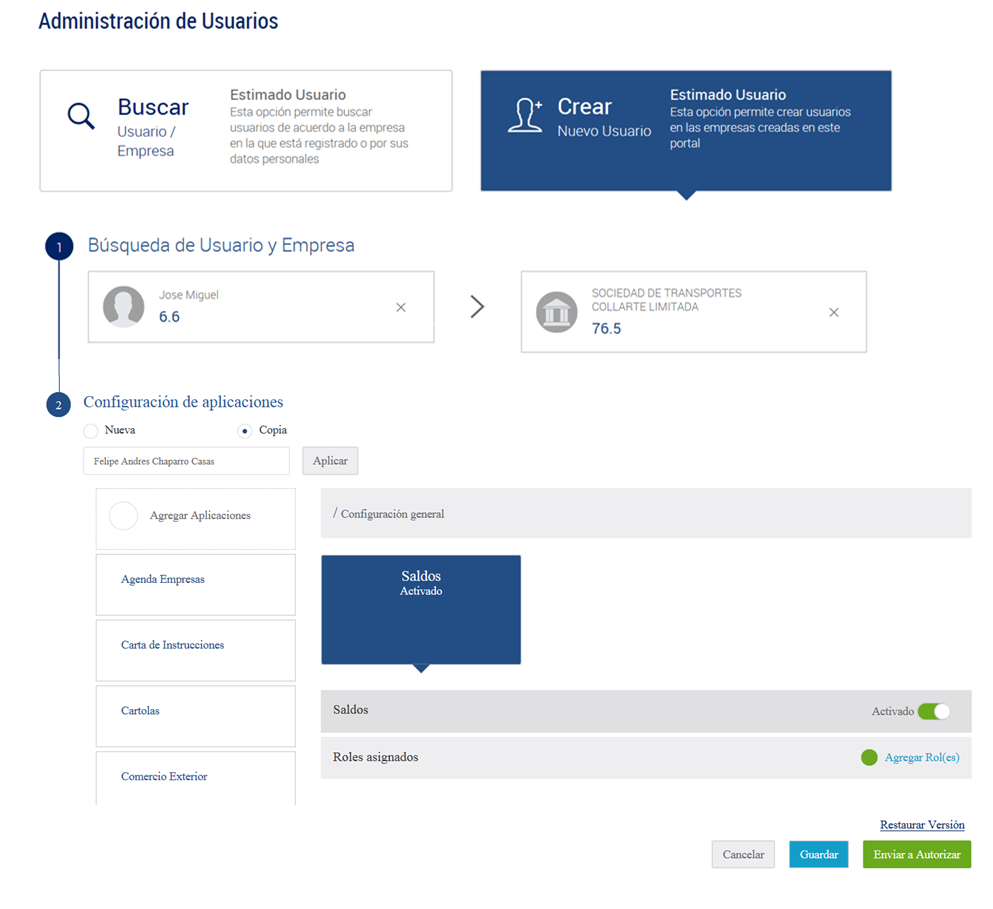 Administración de Usuarios
Buscar
Usuario /
Empresa
Estimado Usuario
Esta opción permite buscar
usuarios de acuerdo a la empresa
en la que está registrado o por sus
datos personales
Crear
Nuevo Usuario
Estimado Usuario
Esta opción permite crear usuarios
en las empresas creadas en este
portal
1
Búsqueda de Usuario y Empresa
Jose Miguel
6.6
SOCIEDAD DE TRANSPORTES
COLLARTE LIMITADA
76.5
2
Configuración de aplicaciones
Nueva
Copia
Felipe Andres Chaparro Casas
Aplicar
Agregar Aplicaciones
Agenda Empresas
Carta de Instrucciones
Cartolas
Comercio Exterior
/ Configuración general
Saldos
Activado
Saldos
Activado
Roles asignados
Agregar Rol(es)
Restaurar Versión
Cancelar
Guardar
Enviar a Autorizar